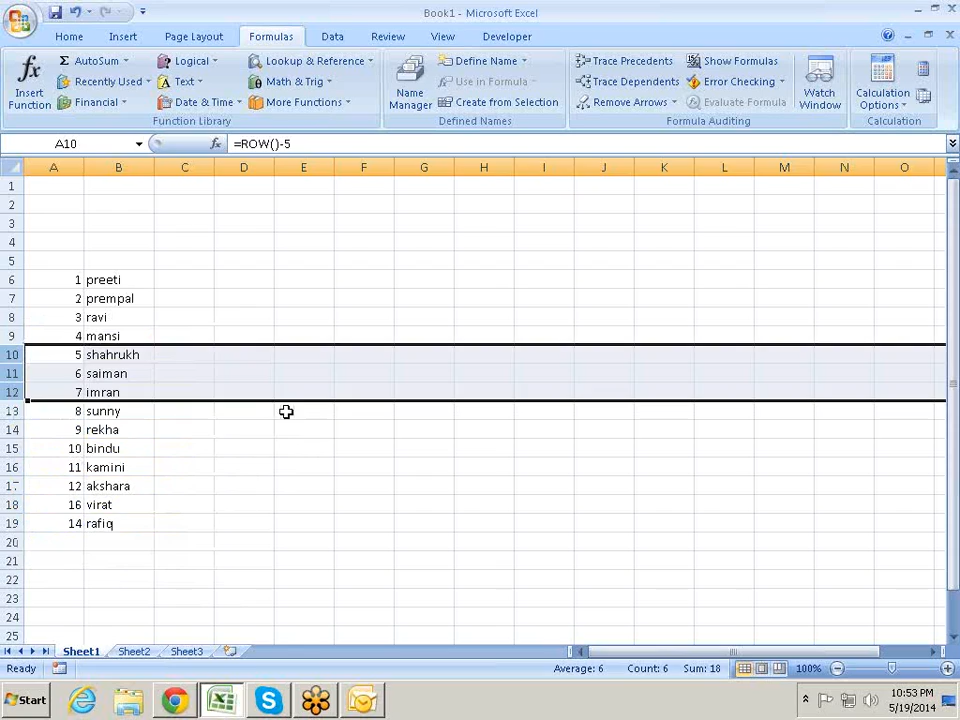 Book1 - Microsoft Excel
Home Insert Page Layout Formulas Data Review View Developer
Insert Function
AutoSum
Recently Used
Financial
Logical
Text
Date & Time
Lookup & Reference
Math & Trig
More Functions
Function Library
Name Manager
Define Name
Use in Formula
Create from Selection
Defined Names
Trace Precedents
Trace Dependents
Remove Arrows
Show Formulas
Error Checking
Evaluate Formula
Formula Auditing
Watch Window
Calculation Options
Calculation
A10 fx =ROW()-5
A B C D E F G H I J K L M N O
1
2
3
4
5
6 1 preeti
7 2 prempal
8 3 ravi
9 4 mansi
10 5 shahrukh
11 6 saiman
12 7 imran
13 8 sunny
14 9 rekha
15 10 bindu
16 11 kamini
17 12 akshara
18 16 virat
19 14 rafiq
20
21
22
23
24
25
Sheet1 Sheet2 Sheet3
Ready Average: 6 Count: 6 Sum: 18 100%
Start 10:53 PM
5/19/2014